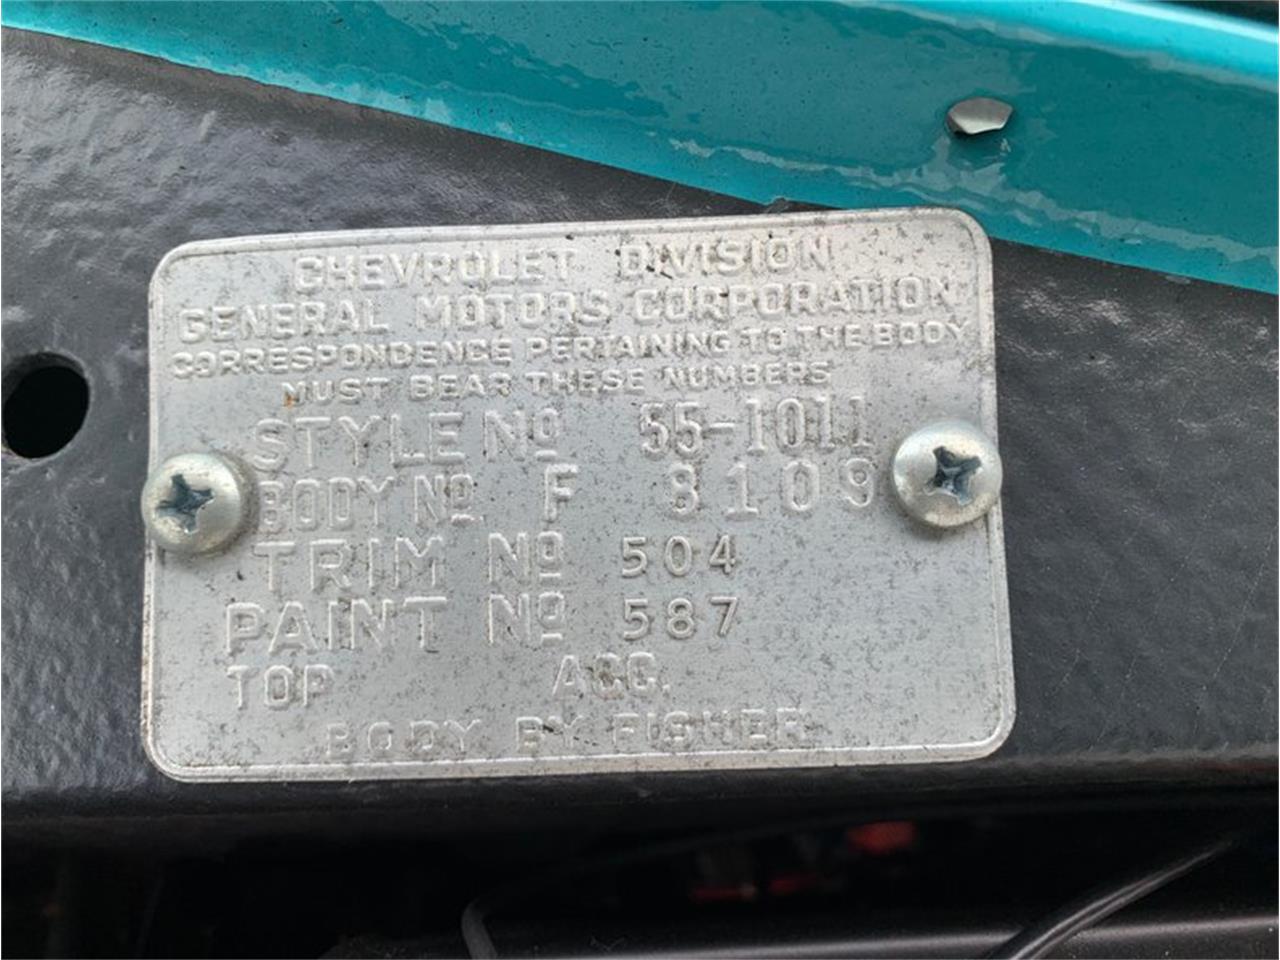 CHEVROLET DIVISION
GENERAL MOTORS CORPORATION
CORRESPONDENCE PERTAINING TO THE BODY
MUST BEAR THESE NUMBERS
STYLE Nº 55-1011
BODY Nº F 8109
TRIM Nº 504
PAINT Nº 587
TOP ACC.
BODY BY FISHER